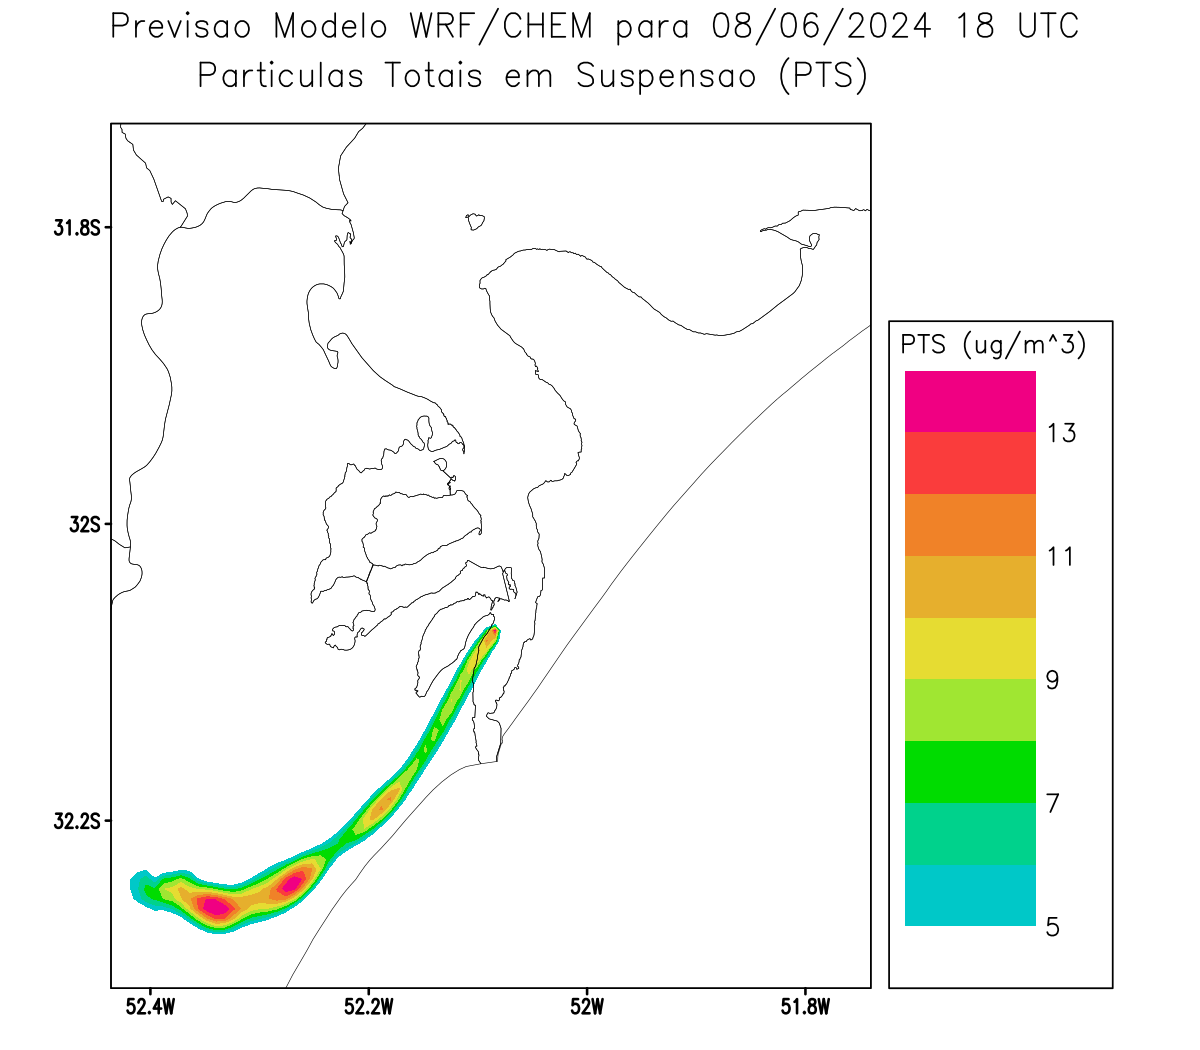 Previsao Modelo WRF/CHEM para 08/06/2024 18 UTC
Particulas Totais em Suspensao (PTS)
31.8S
32S
32.2S
52.4W 52.2W 52W 51.8W
PTS (ug/m^3)
13
11
9
7
5